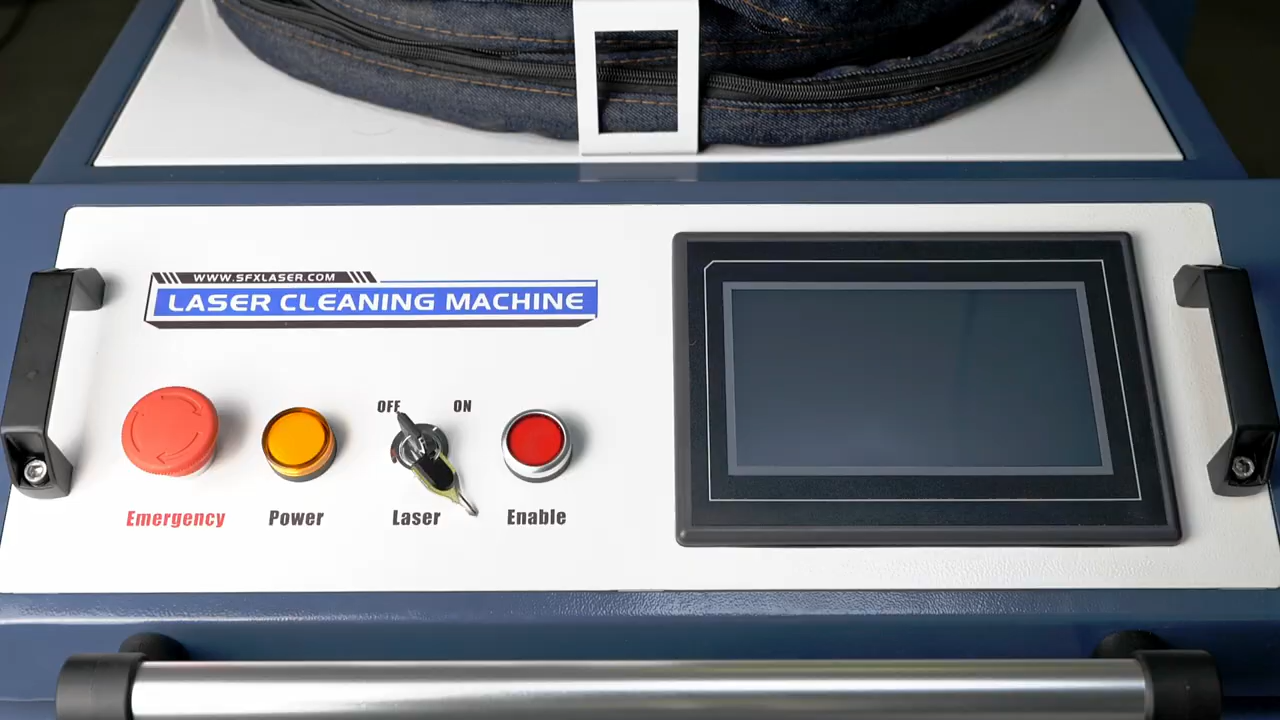 WWW.SFXLASER.COM
LASER CLEANING MACHINE
OFF ON
Emergency Power Laser Enable